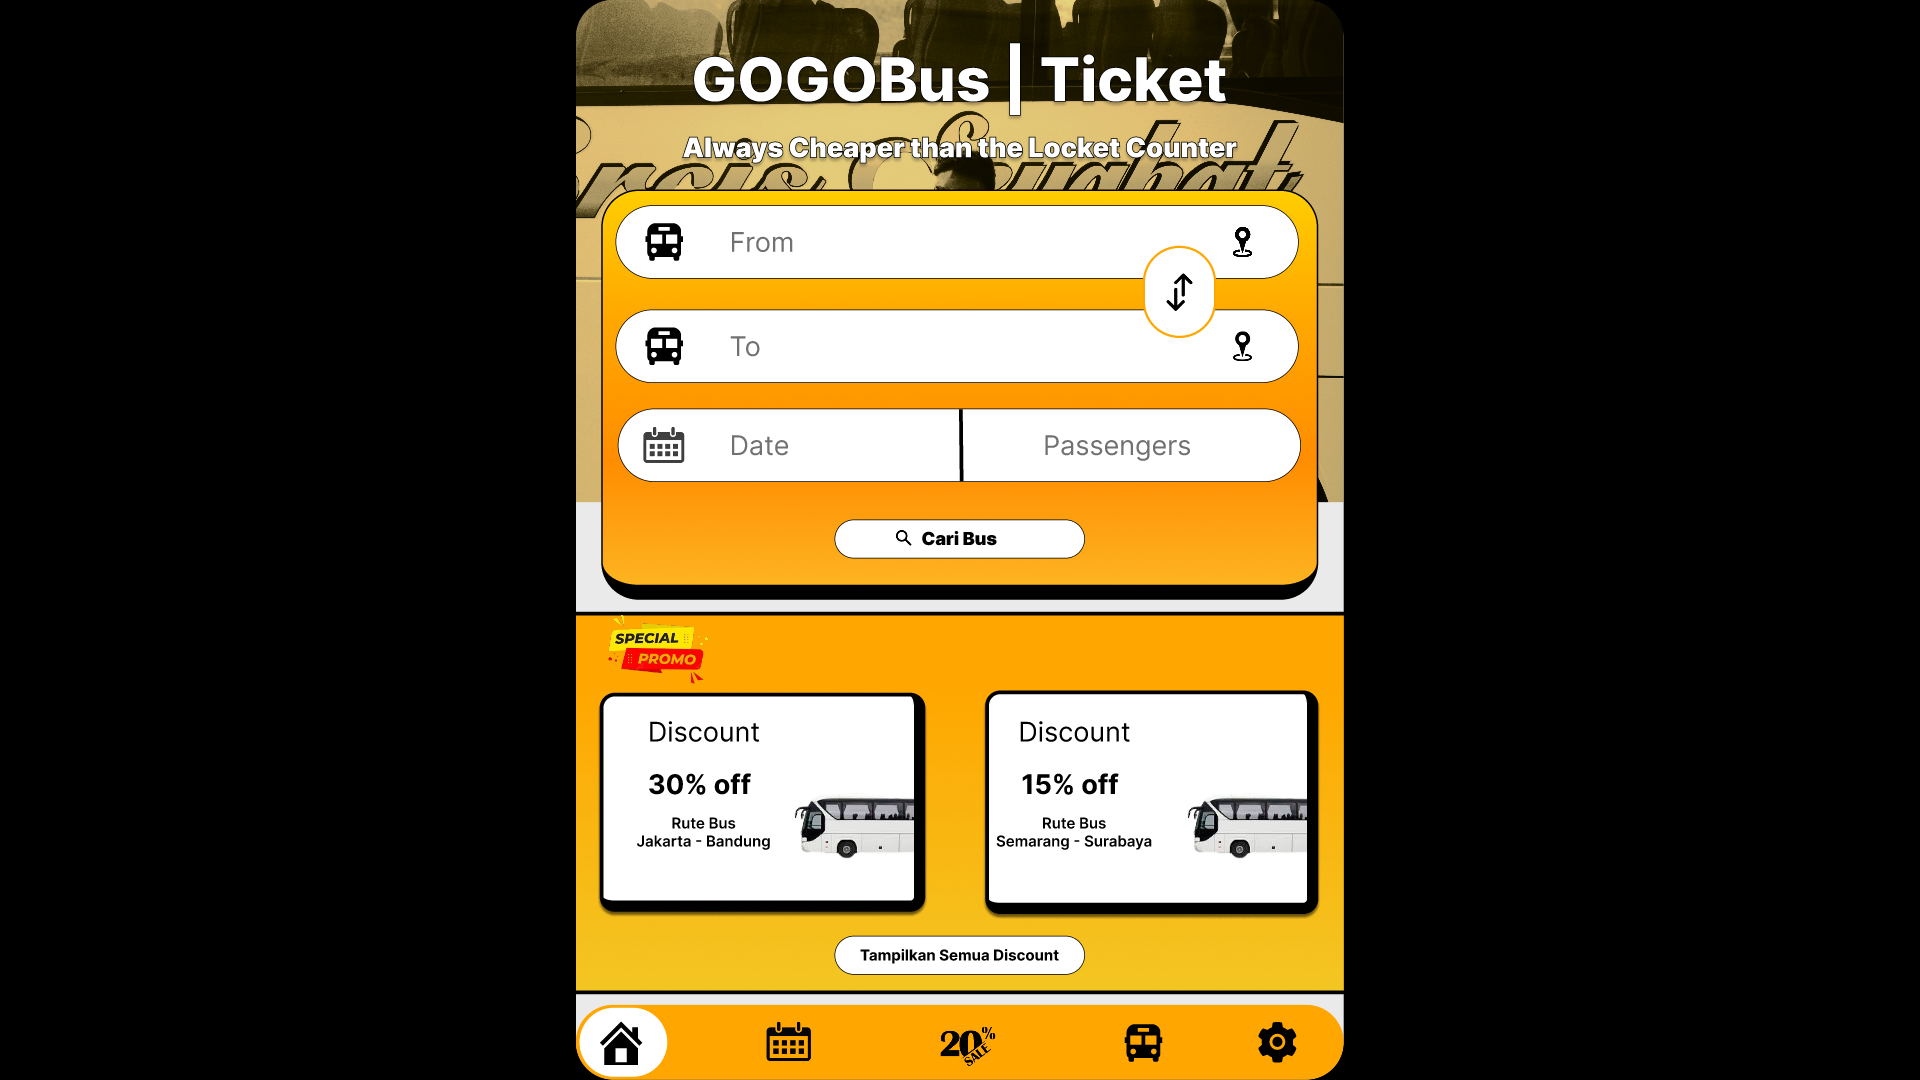 GOGOBus | Ticket
Always Cheaper than the Locket Counter
From
To
Date
Passengers
Cari Bus
SPECIAL
PROMO
Discount
30% off
Rute Bus
Jakarta - Bandung
Discount
15% off
Rute Bus
Semarang - Surabaya
Tampilkan Semua Discount
20%
SALE